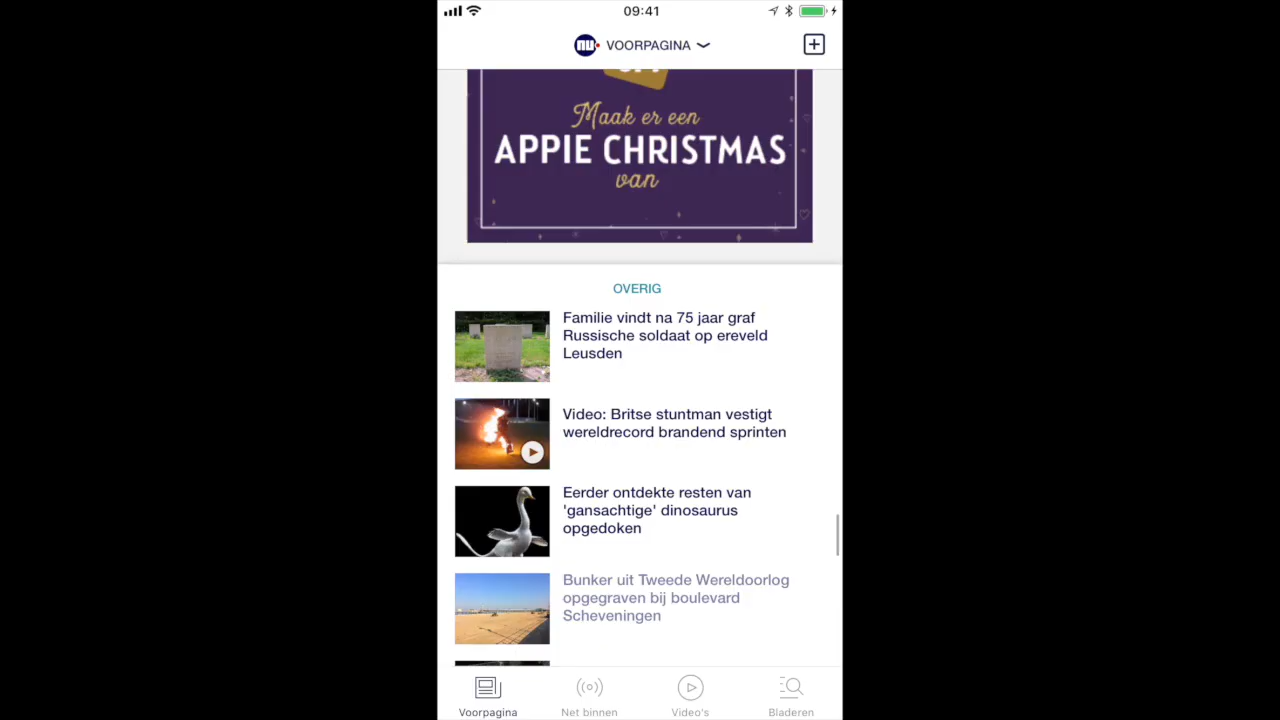 09:41
nu VOORPAGINA
Maak er een
APPIE CHRISTMAS
van
OVERIG
Familie vindt na 75 jaar graf
Russische soldaat op ereveld
Leusden
Video: Britse stuntman vestigt
wereldrecord brandend sprinten
Eerder ontdekte resten van
'gansachtige' dinosaurus
opgedoken
Bunker uit Tweede Wereldoorlog
opgegraven bij boulevard
Scheveningen
Voorpagina Net binnen Video's Bladeren